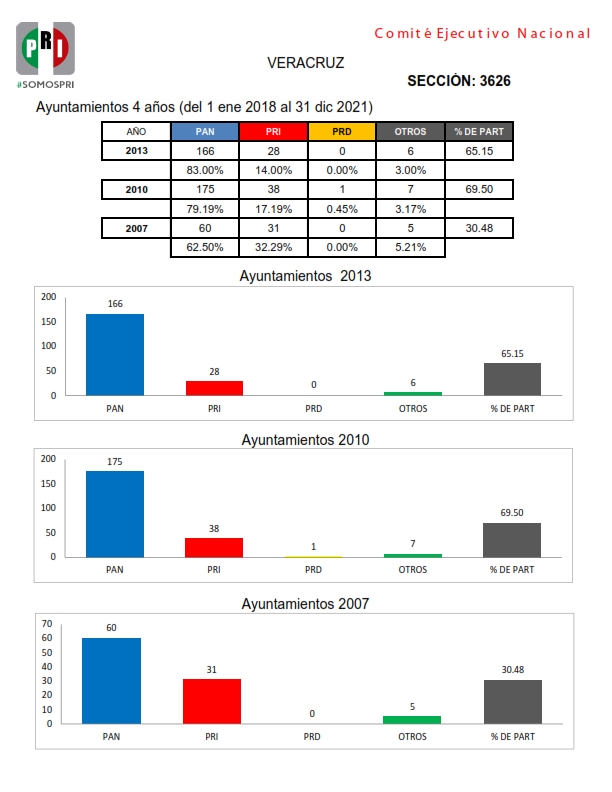 PRI
#SOMOSPRI
Comité Ejecutivo Nacional
VERACRUZ
SECCIÓN: 3626
Ayuntamientos 4 años (del 1 ene 2018 al 31 dic 2021)
AÑO PAN PRI PRD OTROS % DE PART
2013 166 28 0 6 65.15
83.00% 14.00% 0.00% 3.00%
2010 175 38 1 7 69.50
79.19% 17.19% 0.45% 3.17%
2007 60 31 0 5 30.48
62.50% 32.29% 0.00% 5.21%
Ayuntamientos 2013
200
150
100
50
0
166 28 0 6 65.15
PAN PRI PRD OTROS % DE PART
Ayuntamientos 2010
200
150
100
50
0
175 38 1 7 69.50
PAN PRI PRD OTROS % DE PART
Ayuntamientos 2007
70
60
50
40
30
20
10
0
60 31 0 5 30.48
PAN PRI PRD OTROS % DE PART